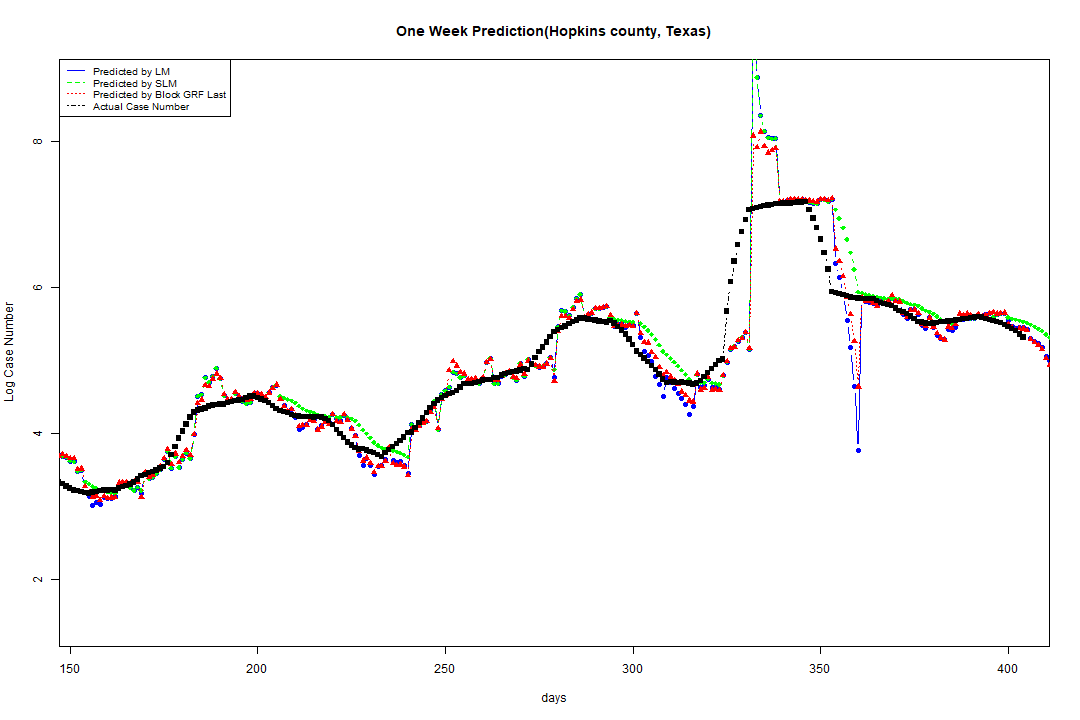 One Week Prediction(Hopkins county, Texas)
Predicted by LM
Predicted by SLM
Predicted by Block GRF Last
Actual Case Number
Log Case Number
8
6
4
2
150 200 250 300 350 400
days